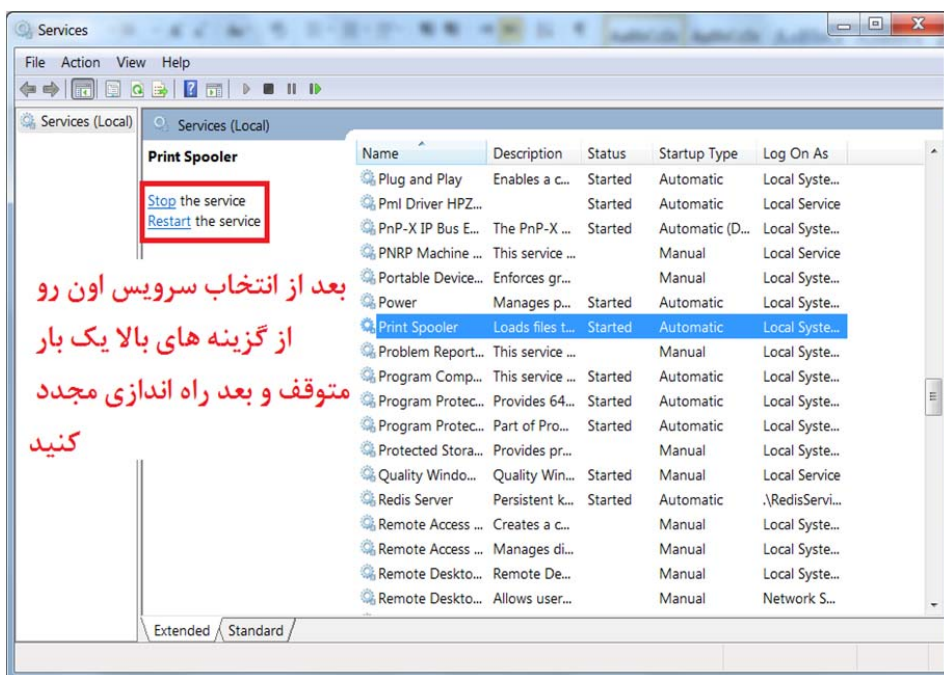 Services
File Action View Help
Services (Local)
Services (Local)
Print Spooler
Stop the service
Restart the service
بعد از انتخاب سرویس اون رو
از گزینه های بالا یک بار
متوقف و بعد راه اندازی مجدد
کنید
Name Description Status Startup Type Log On As
Plug and Play Enables a c... Started Automatic Local Syste...
Pml Driver HPZ... Started Automatic Local Service
PnP-X IP Bus E... The PnP-X ... Started Automatic (D... Local Syste...
PNRP Machine ... This service ... Manual Local Service
Portable Device... Enforces gr... Manual Local Syste...
Power Manages p... Started Automatic Local Syste...
Print Spooler Loads files t... Started Automatic Local Syste...
Problem Report... This service ... Manual Local Syste...
Program Comp... This service ... Started Automatic Local Syste...
Program Protec... Provides 64... Started Automatic Local Syste...
Program Protec... Part of Pro... Started Automatic Local Syste...
Protected Stora... Provides pr... Manual Local Syste...
Quality Windo... Quality Win... Started Manual Local Service
Redis Server Persistent k... Started Automatic .\RedisServi...
Remote Access ... Creates a c... Manual Local Syste...
Remote Access ... Manages di... Manual Local Syste...
Remote Deskto... Remote De... Manual Local Syste...
Remote Deskto... Allows user... Manual Network S...
Extended Standard